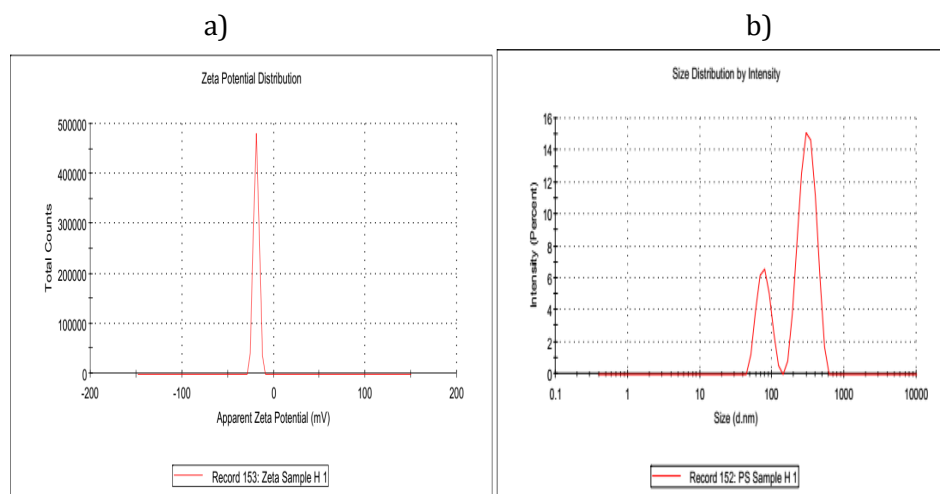 a)
Zeta Potential Distribution
Total Counts
500000
400000
300000
200000
100000
0
-200
-100
0
100
200
Apparent Zeta Potential (mV)
Record 153: Zeta Sample H 1
b)
Size Distribution by Intensity
Intensity (Percent)
16
14
12
10
8
6
4
2
0
0.1
1
10
100
1000
10000
Size (d.nm)
Record 152: PS Sample H 1